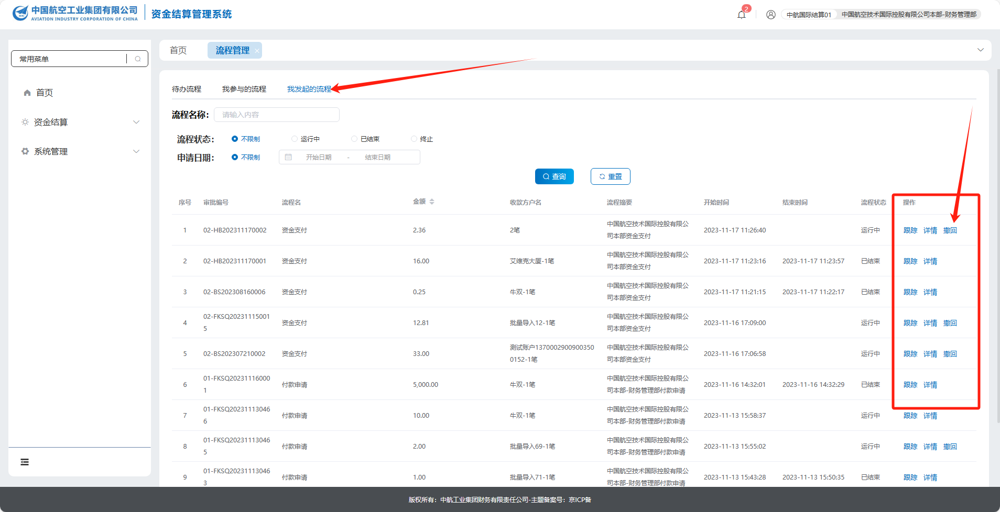 中国航空工业集团有限公司
AVIATION INDUSTRY CORPORATION OF CHINA
资金结算管理系统
2
中航国际结算01 中国航空技术国际控股有限公司本部-财务管理部
常用菜单
首页
资金结算
系统管理
首页 流程管理
待办流程 我参与的流程 我发起的流程
流程名称: 请输入内容
流程状态: 不限制 运行中 已结束 终止
申请日期: 不限制 开始日期 - 结束日期
查询 重置
序号 审批编号 流程名 金额 收款方户名 流程摘要 开始时间 结束时间 流程状态 操作
1 02-HB202311170002 资金支付 2.36 2笔 中国航空技术国际控股有限公
司本部资金支付 2023-11-17 11:26:40 运行中 跟踪 详情 撤回
2 02-HB202311170001 资金支付 16.00 艾维克大厦-1笔 中国航空技术国际控股有限公
司本部资金支付 2023-11-17 11:23:16 2023-11-17 11:23:57 已结束 跟踪 详情
3 02-BS202308160006 资金支付 0.25 牛双-1笔 中国航空技术国际控股有限公
司本部资金支付 2023-11-17 11:21:15 2023-11-17 11:22:17 已结束 跟踪 详情
4 02-FKSQ20231115001
5 资金支付 12.81 批量导入12-1笔 中国航空技术国际控股有限公
司本部资金支付 2023-11-16 17:09:00 运行中 跟踪 详情 撤回
5 02-BS202307210002 资金支付 33.00 测试账户1370002900900350
0152-1笔 中国航空技术国际控股有限公
司本部资金支付 2023-11-16 17:06:58 运行中 跟踪 详情 撤回
6 01-FKSQ20231116000
1 付款申请 5,000.00 牛双-1笔 中国航空技术国际控股有限公
司本部-财务管理部付款申请 2023-11-16 14:32:01 2023-11-16 14:32:29 已结束 跟踪 详情
7 01-FKSQ20231113046
6 付款申请 10.00 牛双-1笔 中国航空技术国际控股有限公
司本部-财务管理部付款申请 2023-11-13 15:58:37 运行中 跟踪 详情
8 01-FKSQ20231113046
5 付款申请 2.00 批量导入69-1笔 中国航空技术国际控股有限公
司本部-财务管理部付款申请 2023-11-13 15:55:02 运行中 跟踪 详情 撤回
9 01-FKSQ20231113046
3 付款申请 1.00 批量导入71-1笔 中国航空技术国际控股有限公
司本部-财务管理部付款申请 2023-11-13 15:43:28 2023-11-13 15:50:35 已结束 跟踪 详情
版权所有: 中航工业集团财务有限责任公司-主题备案号: 京ICP备